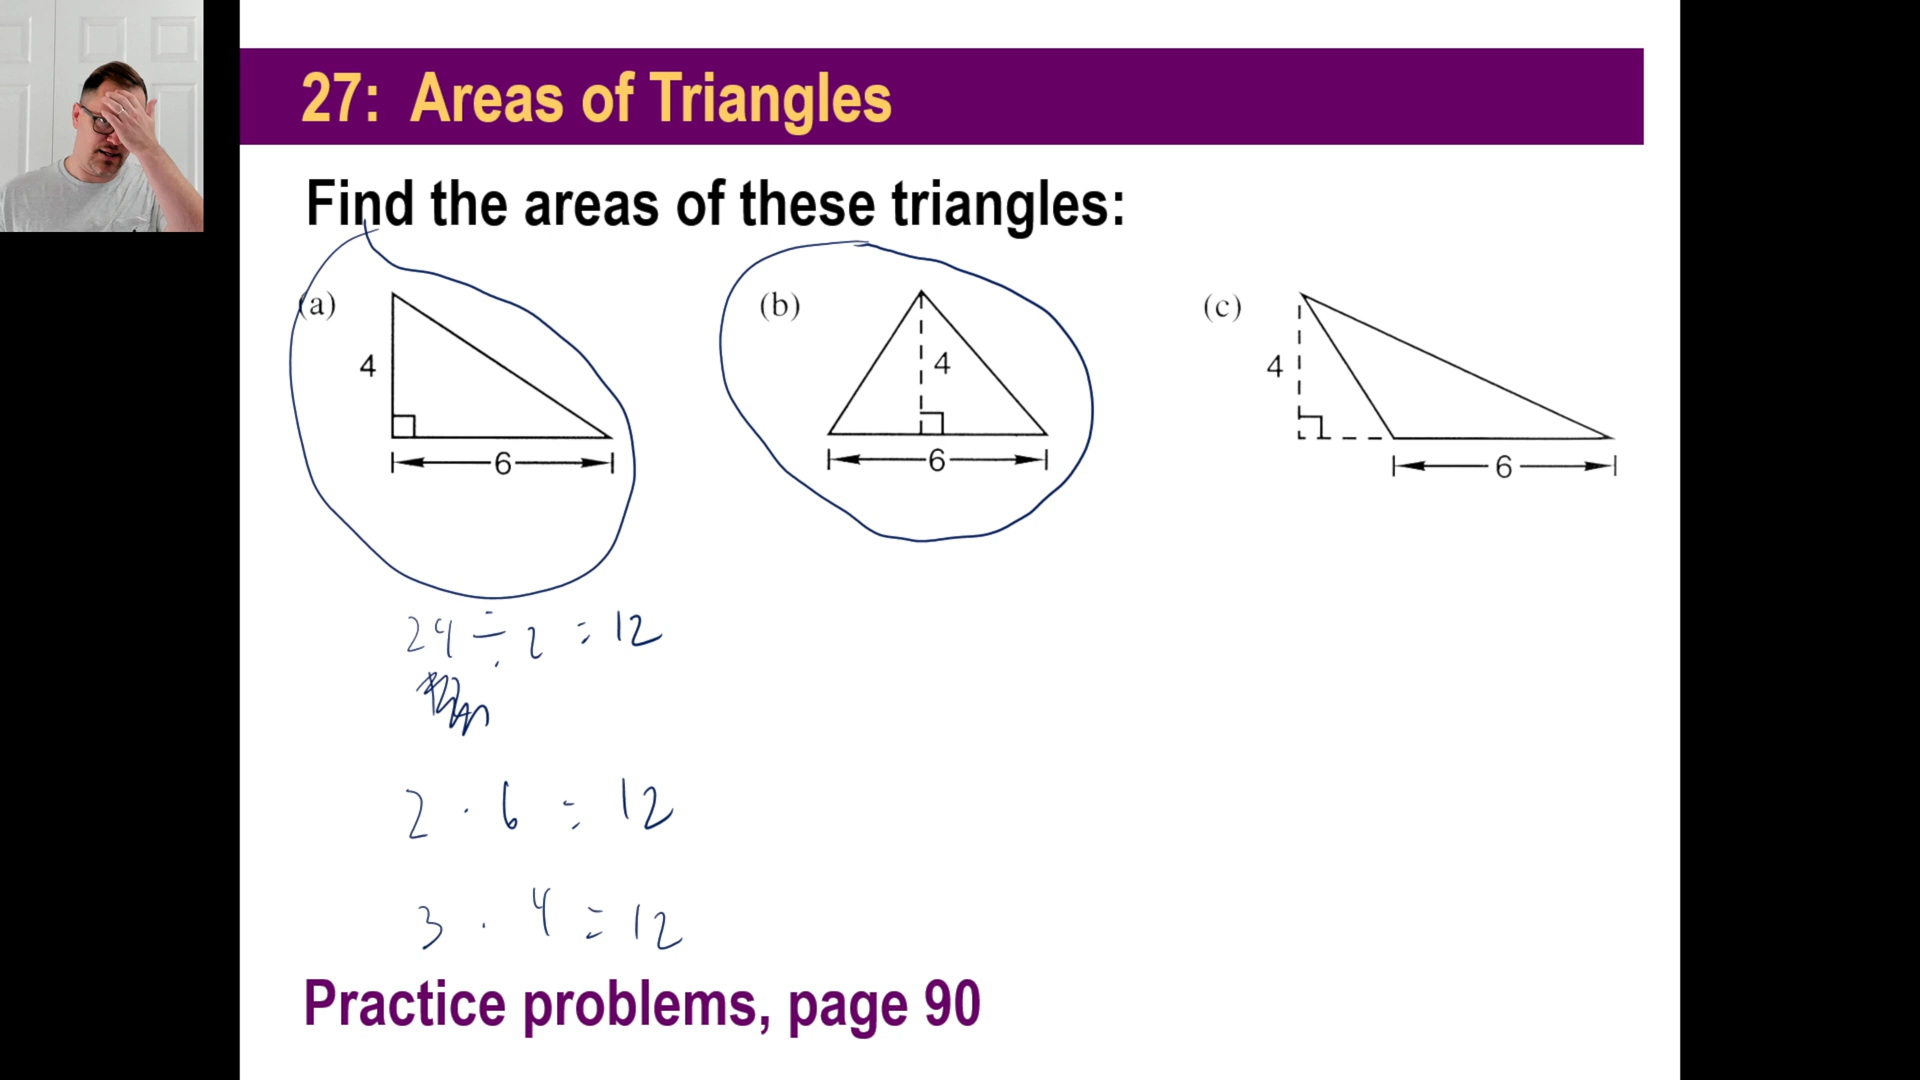 27: Areas of Triangles
Find the areas of these triangles:
(a)
4
6
(b)
4
6
(c)
4
6
24 ÷ 2 = 12
2 · 6 = 12
3 · 4 = 12
Practice problems, page 90